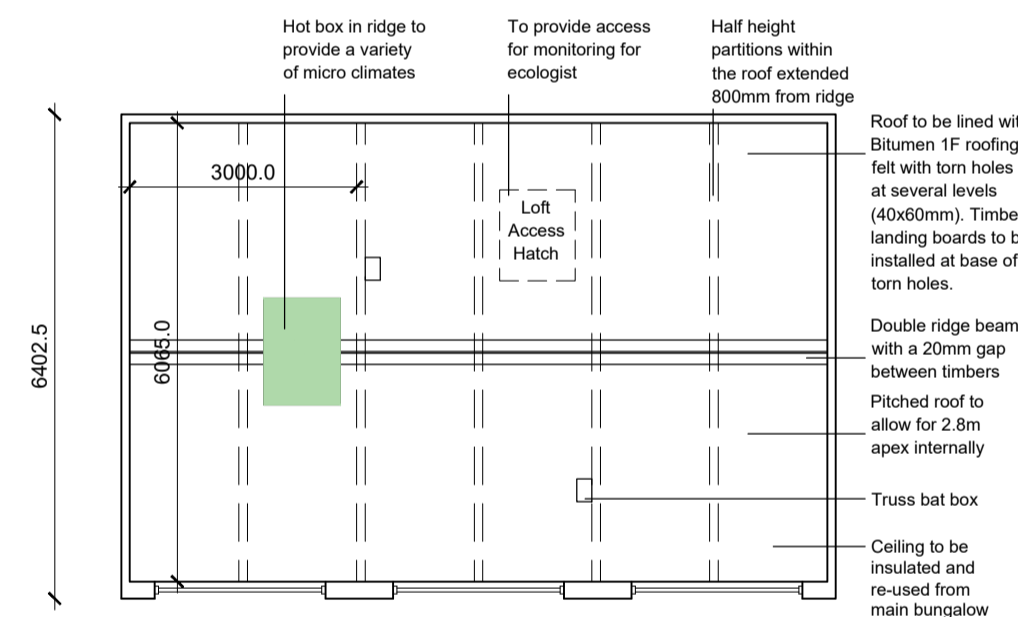 Hot box in ridge to
provide a variety
of micro climates
To provide access
for monitoring for
ecologist
Half height
partitions within
the roof extended
800mm from ridge
Roof to be lined wit
Bitumen 1F roofing
felt with torn holes
at several levels
(40x60mm). Timbe
landing boards to b
installed at base of
torn holes.
3000.0
Loft
Access
Hatch
6402.5
6065.0
Double ridge beam
with a 20mm gap
between timbers
Pitched roof to
allow for 2.8m
apex internally
Truss bat box
Ceiling to be
insulated and
re-used from
main bungalow